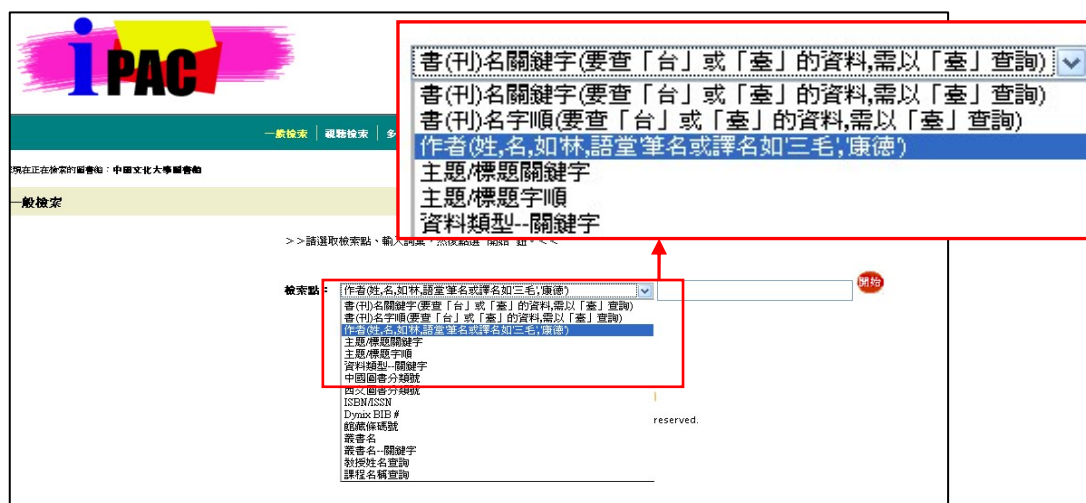 iPAC
書(刊)名關鍵字(要查「台」或「臺」的資料,需以「臺」查詢)
書(刊)名關鍵字(要查「台」或「臺」的資料,需以「臺」查詢)
書(刊)名字順(要查「台」或「臺」的資料,需以「臺」查詢)
作者(姓,名,如'林,語堂'筆名或譯名如'三毛','康德')
主題/標題關鍵字
主題/標題字順
資料類型--關鍵字
一般檢索 | 視聽檢索 | 多
現在正在檢索的圖書館:中國文化大學圖書館
一般檢索
>>請選取檢索點、輸入詞彙,然後點選 "開始" 鈕。<<
檢索點: 作者(姓,名,如'林,語堂'筆名或譯名如'三毛','康德') 開始
書(刊)名關鍵字(要查「台」或「臺」的資料,需以「臺」查詢)
書(刊)名字順(要查「台」或「臺」的資料,需以「臺」查詢)
作者(姓,名,如'林,語堂'筆名或譯名如'三毛','康德')
主題/標題關鍵字
主題/標題字順
資料類型--關鍵字
中國圖書分類號
西文圖書分類號
ISBN/ISSN
Dynix BIB #
館藏條碼號
叢書名
叢書名--關鍵字
教授姓名查詢
課程名稱查詢
reserved.